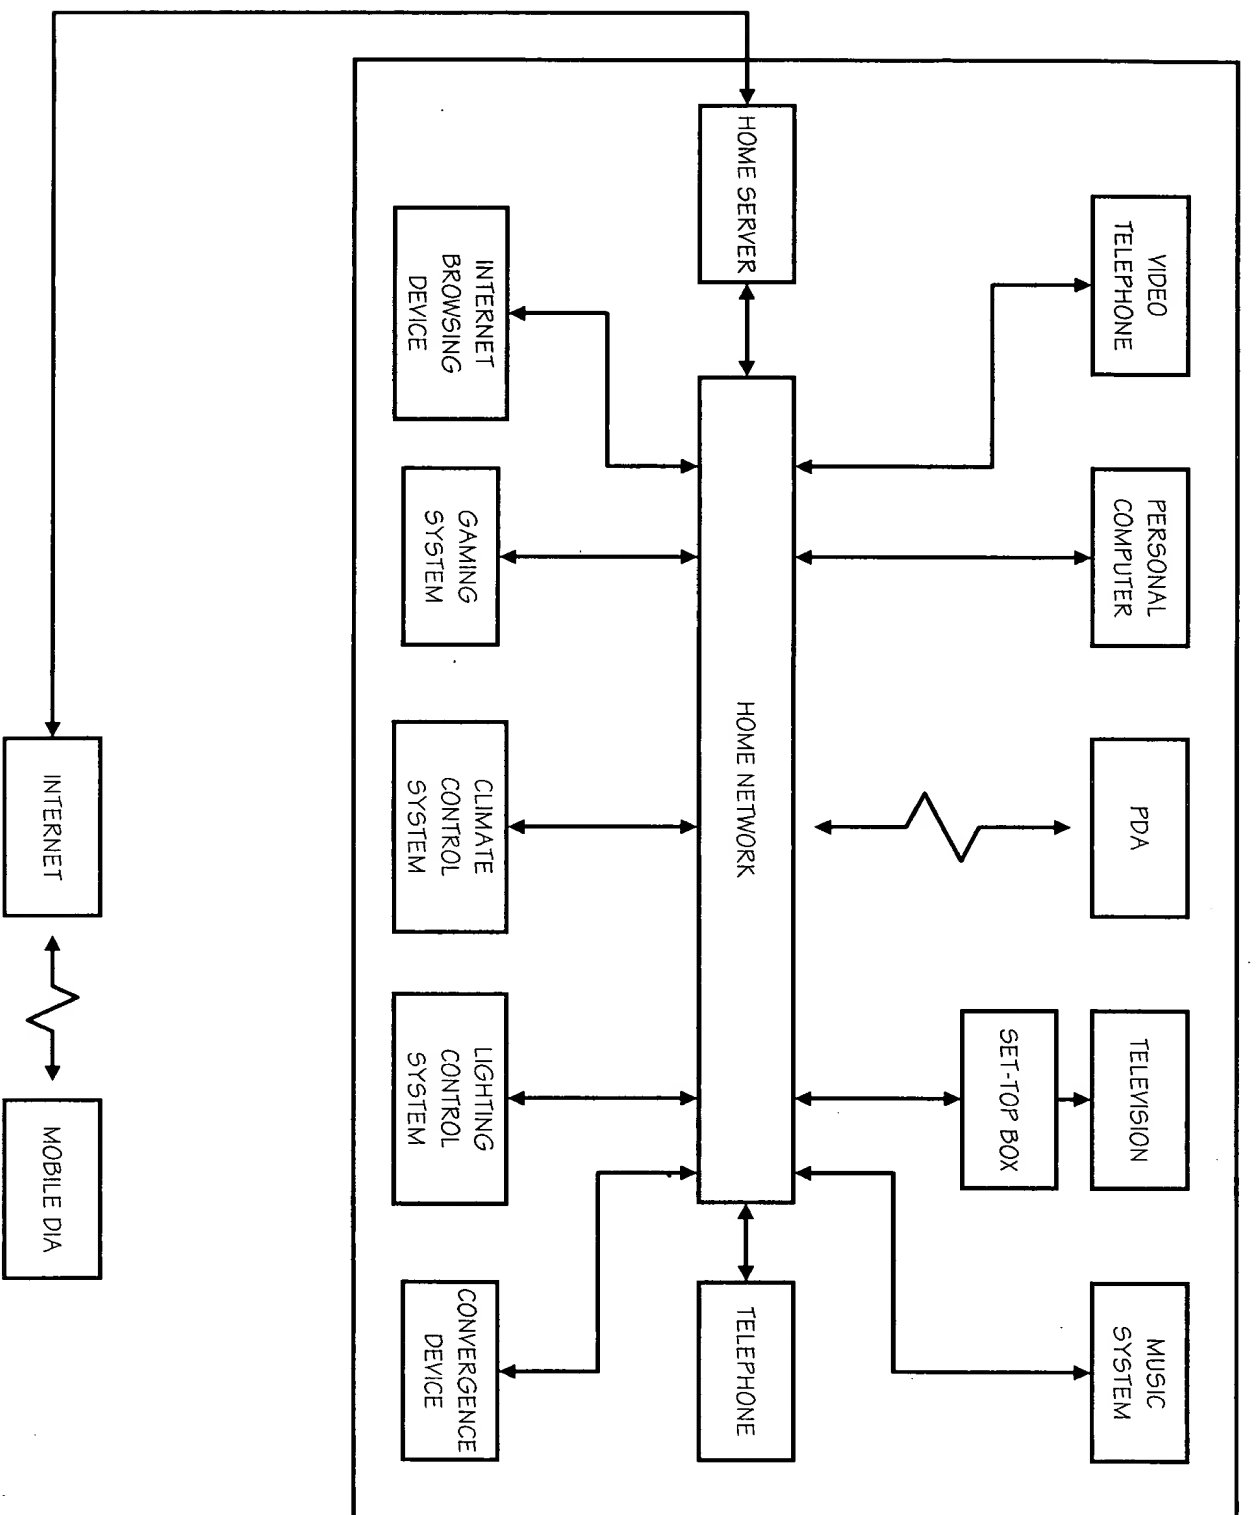 VIDEO
TELEPHONE
PERSONAL
COMPUTER
PDA
TELEVISION
SET-TOP BOX
MUSIC
SYSTEM
HOME SERVER
HOME NETWORK
TELEPHONE
INTERNET
BROWSING
DEVICE
GAMING
SYSTEM
CLIMATE
CONTROL
SYSTEM
LIGHTING
CONTROL
SYSTEM
CONVERGENCE
DEVICE
INTERNET
MOBILE DIA